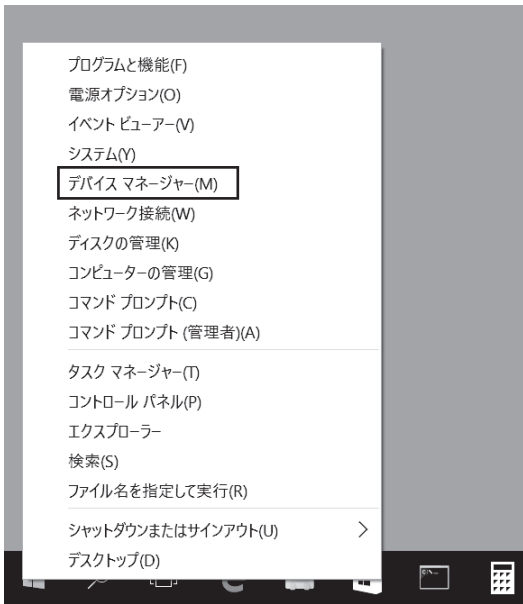 プログラムと機能(F)
電源オプション(O)
イベント ビューアー(V)
システム(Y)
デバイス マネージャー(M)
ネットワーク接続(W)
ディスクの管理(K)
コンピューターの管理(G)
コマンド プロンプト(C)
コマンド プロンプト (管理者)(A)
タスク マネージャー(T)
コントロール パネル(P)
エクスプローラー
検索(S)
ファイル名を指定して実行(R)
シャットダウンまたはサインアウト(U)
デスクトップ(D)